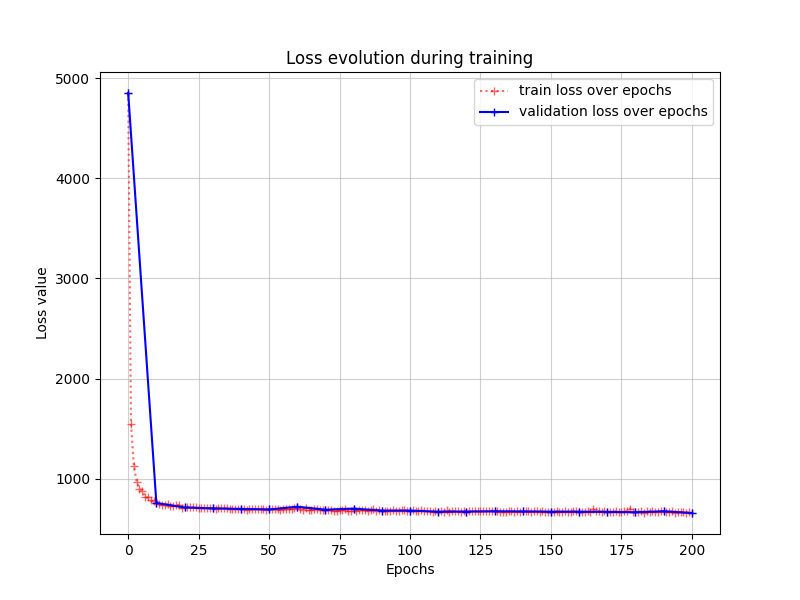 Loss evolution during training
train loss over epochs
validation loss over epochs
Loss value
5000
4000
3000
2000
1000
0 25 50 75 100 125 150 175 200
Epochs